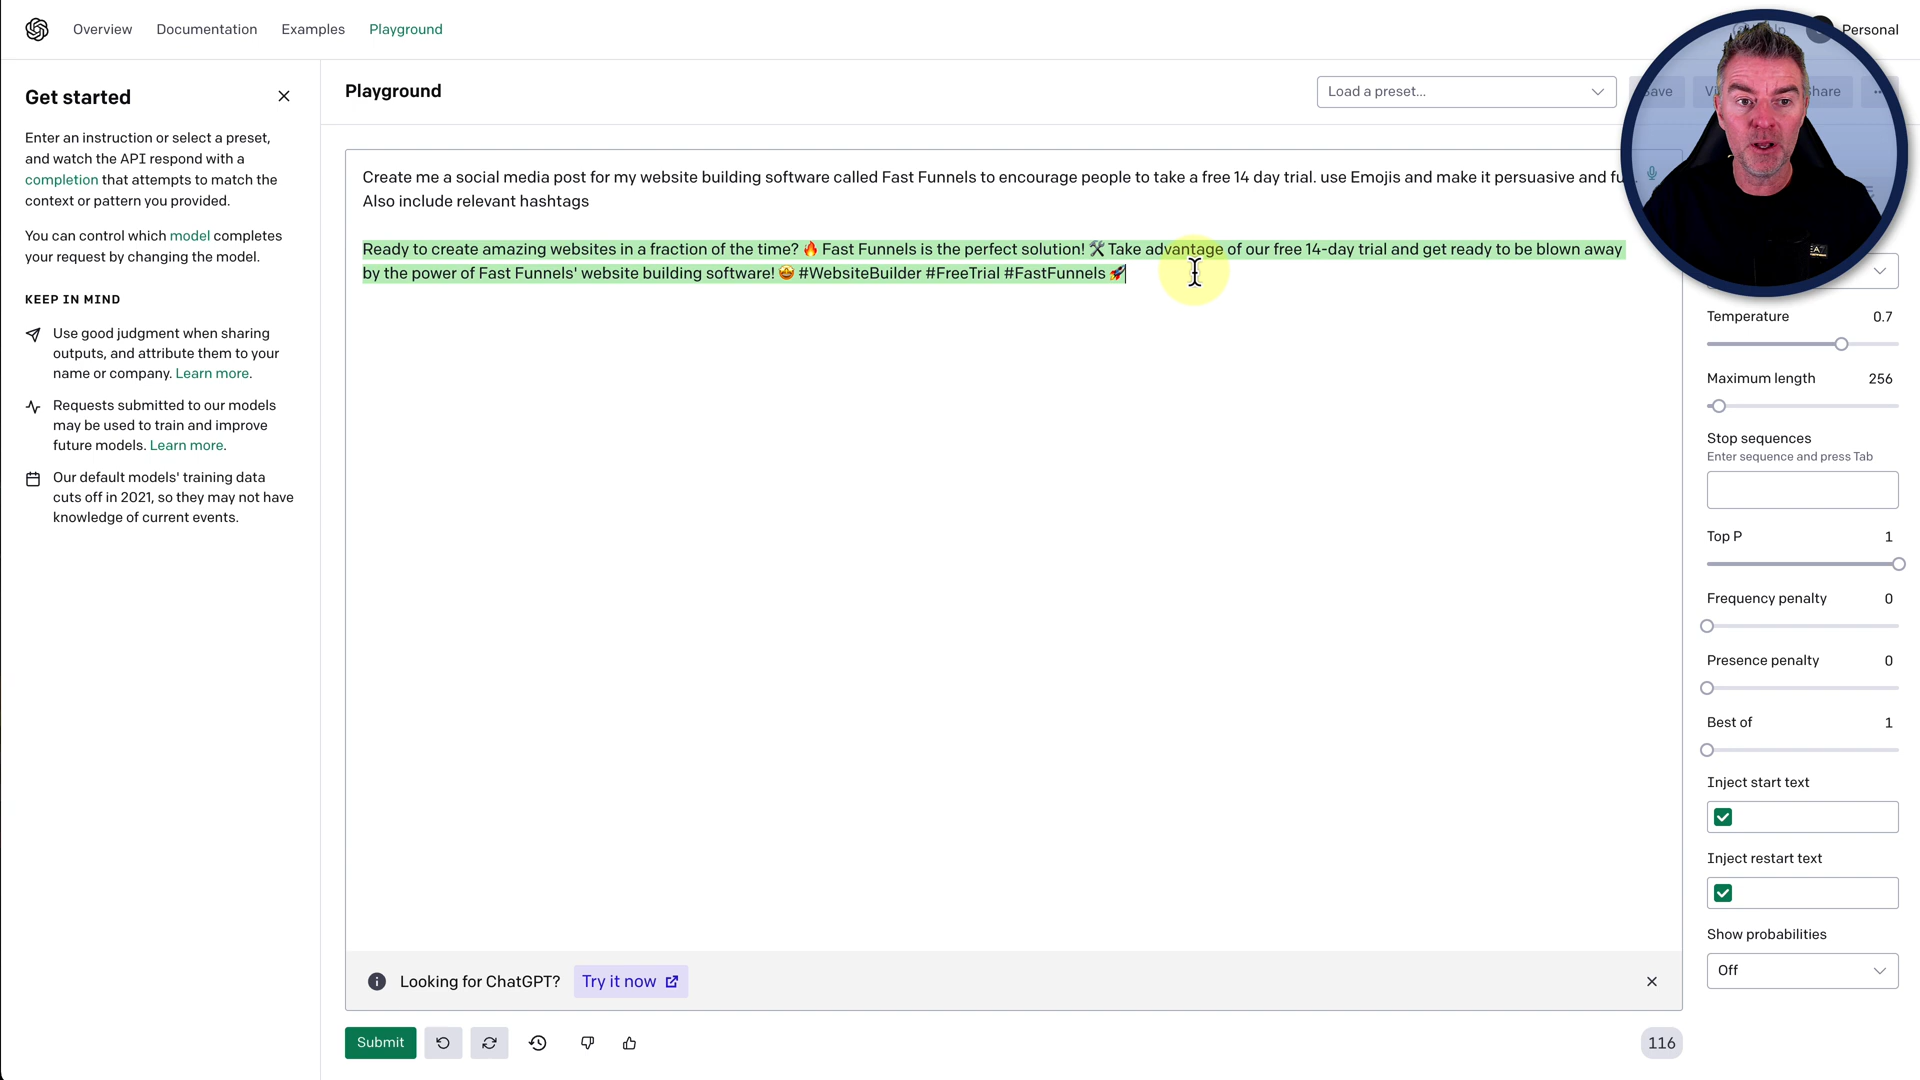 Overview Documentation Examples Playground
Personal
Get started
Enter an instruction or select a preset,
and watch the API respond with a
completion that attempts to match the
context or pattern you provided.
You can control which model completes
your request by changing the model.
KEEP IN MIND
Use good judgment when sharing
outputs, and attribute them to your
name or company. Learn more.
Requests submitted to our models
may be used to train and improve
future models. Learn more.
Our default models' training data
cuts off in 2021, so they may not have
knowledge of current events.
Playground
Load a preset...
Share
Create me a social media post for my website building software called Fast Funnels to encourage people to take a free 14 day trial. use Emojis and make it persuasive and
Also include relevant hashtags
Ready to create amazing websites in a fraction of the time? 🔥 Fast Funnels is the perfect solution! 🛠️ Take advantage of our free 14-day trial and get ready to be blown away
by the power of Fast Funnels' website building software! 🤩 #WebsiteBuilder #FreeTrial #FastFunnels 🚀
Looking for ChatGPT? Try it now
Submit
116
Temperature 0.7
Maximum length 256
Stop sequences
Enter sequence and press Tab
Top P 1
Frequency penalty 0
Presence penalty 0
Best of 1
Inject start text
Inject restart text
Show probabilities
Off